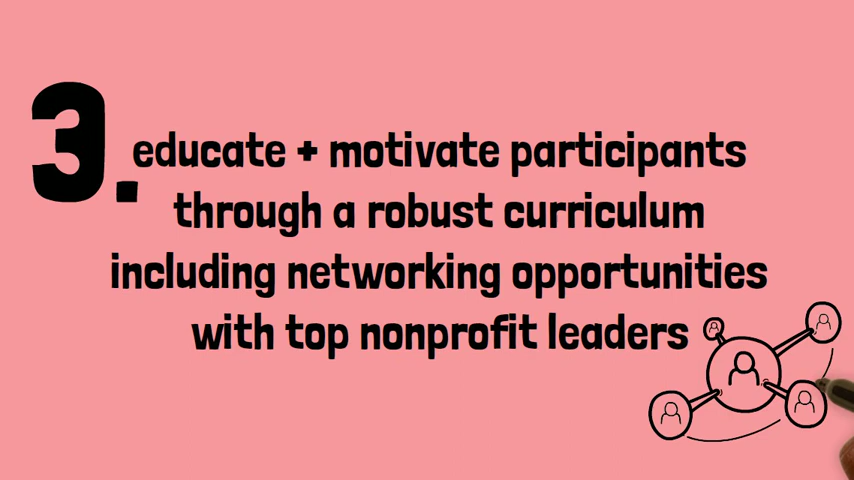 3.
educate + motivate participants
through a robust curriculum
including networking opportunities
with top nonprofit leaders